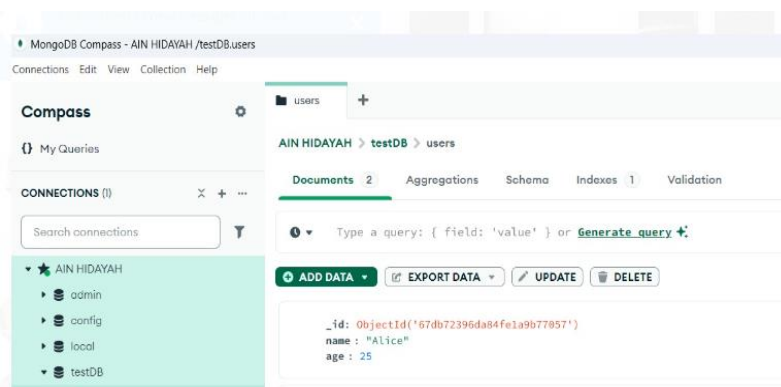 MongoDB Compass - AIN HIDAYAH /testDB.users
Connections Edit View Collection Help
Compass
{} My Queries
CONNECTIONS (1)
Search connections
AIN HIDAYAH
admin
config
local
testDB
users +
AIN HIDAYAH > testDB > users
Documents 2 Aggregations Schema Indexes 1 Validation
Type a query: { field: 'value' } or Generate query
ADD DATA EXPORT DATA UPDATE DELETE
_id: ObjectId('67db72396da84fe1a9b77057')
name : "Alice"
age : 25